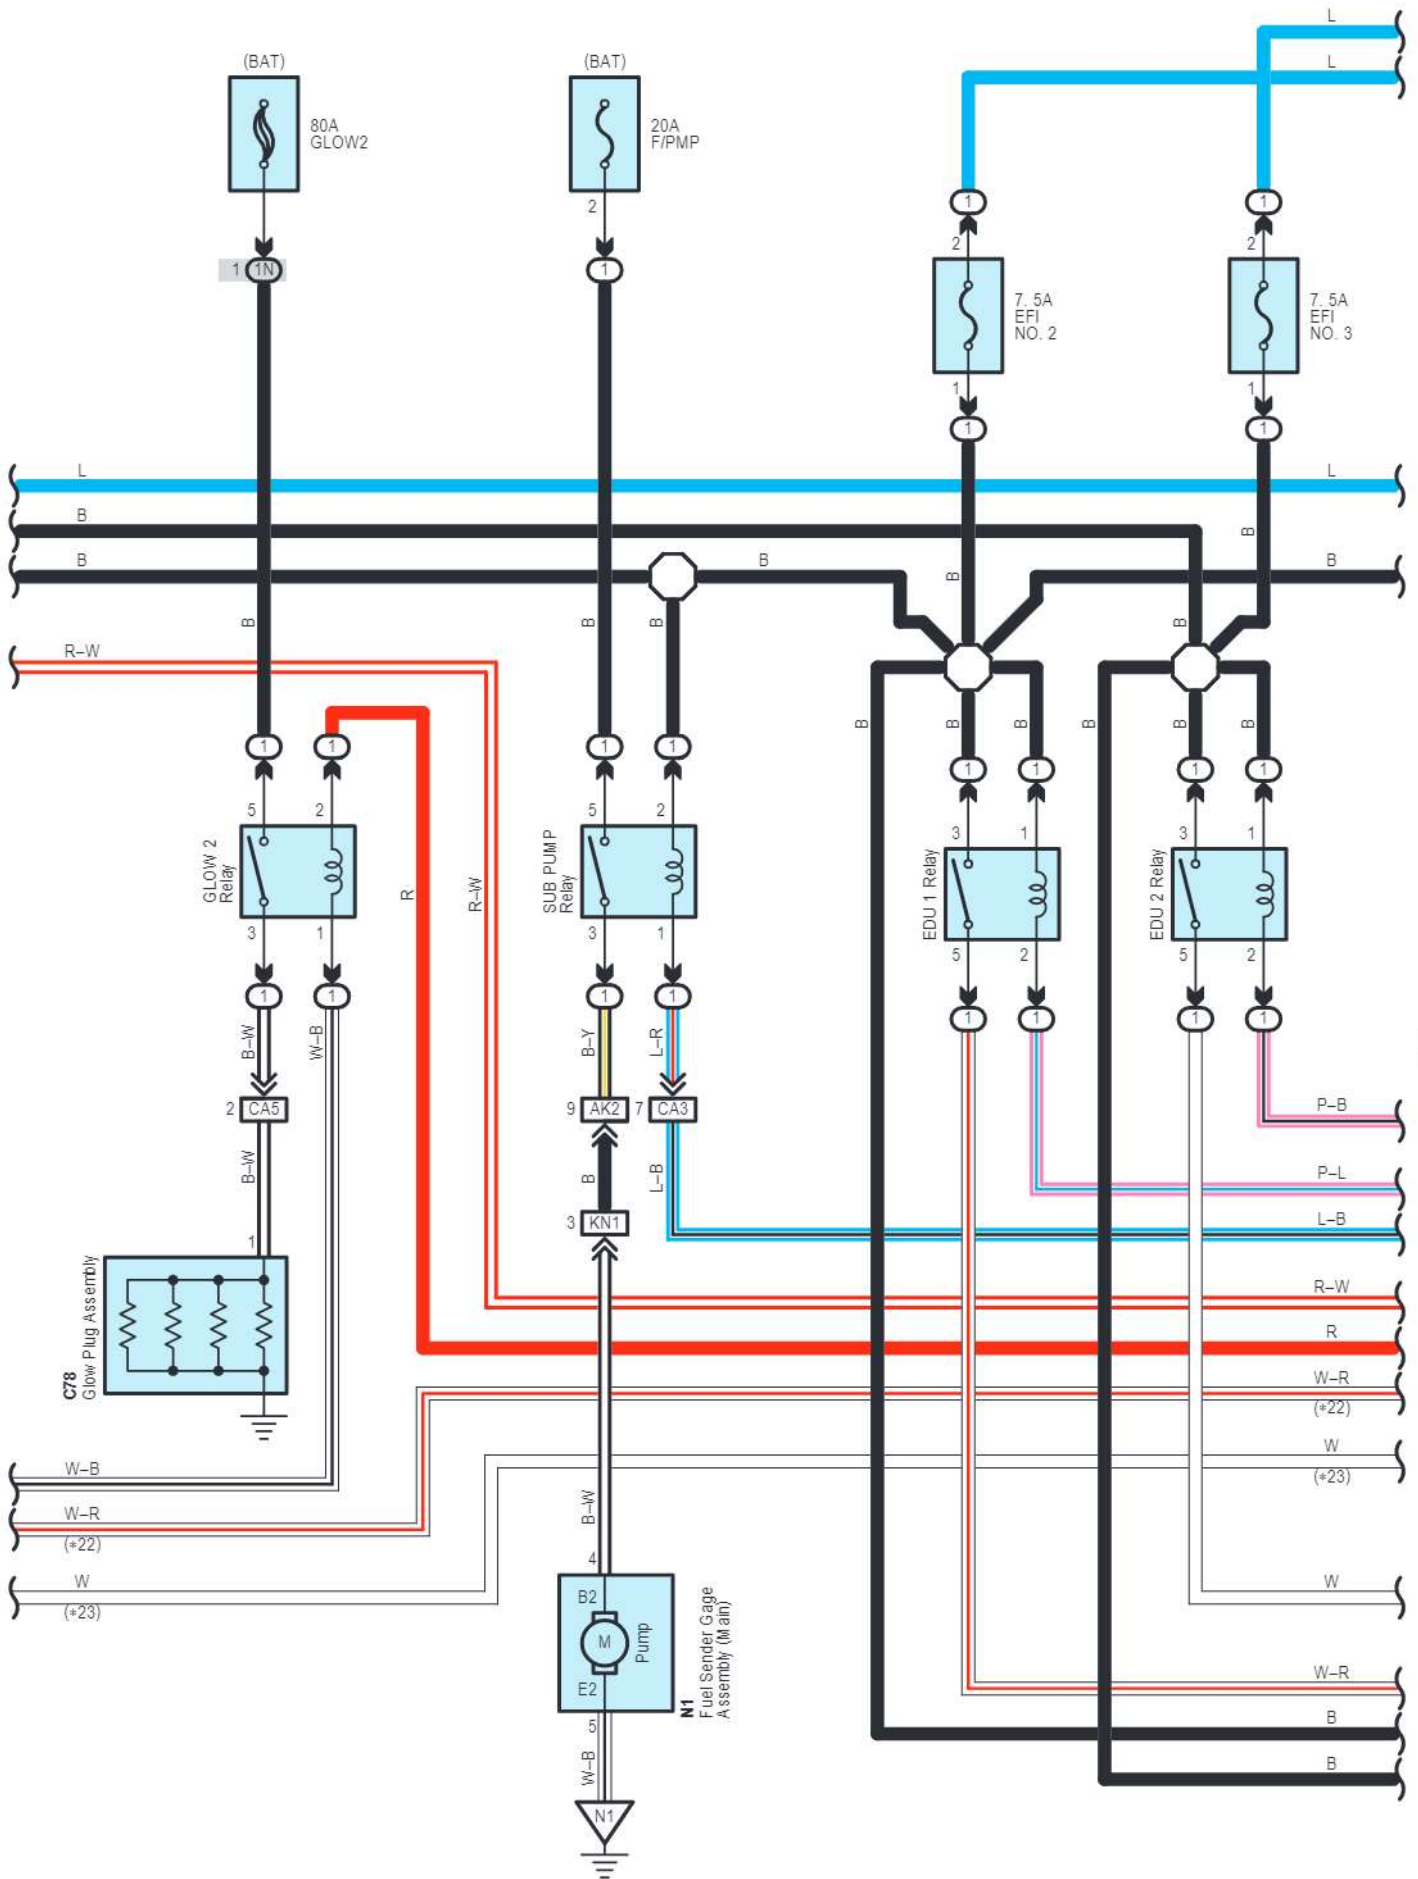 L
L
(BAT)
(BAT)
80A
GLOW2
20A
F/PMP
2
1
1
2
2
1 1N
1
7. 5A
EFI
NO. 2
7. 5A
EFI
NO. 3
1
1
1
1
L
L
B
B
B
B
B
B
B
B
B
B
B
R–W
B
B
B
B
B
B
1
1
1
1
1
1
1
1
5
2
5
2
3
1
3
1
GLOW 2
Relay
SUB PUMP
Relay
EDU 1 Relay
EDU 2 Relay
R
R–W
3
1
3
1
5
2
5
2
1
1
1
1
1
1
1
1
B–W
W–B
B–Y
L–R
2 CA5
9 AK2
7 CA3
P–B
B–W
B
L–B
P–L
3 KN1
L–B
1
C78
Glow Plug Assembly
R–W
R
W–R
(*22)
W
(*23)
W–B
W–R
(*22)
B–W
4
W
(*23)
W
B2
M
Pump
E2
N1
Fuel Sender Gage
Assembly (Main)
W–R
5
B
W–B
B
N1